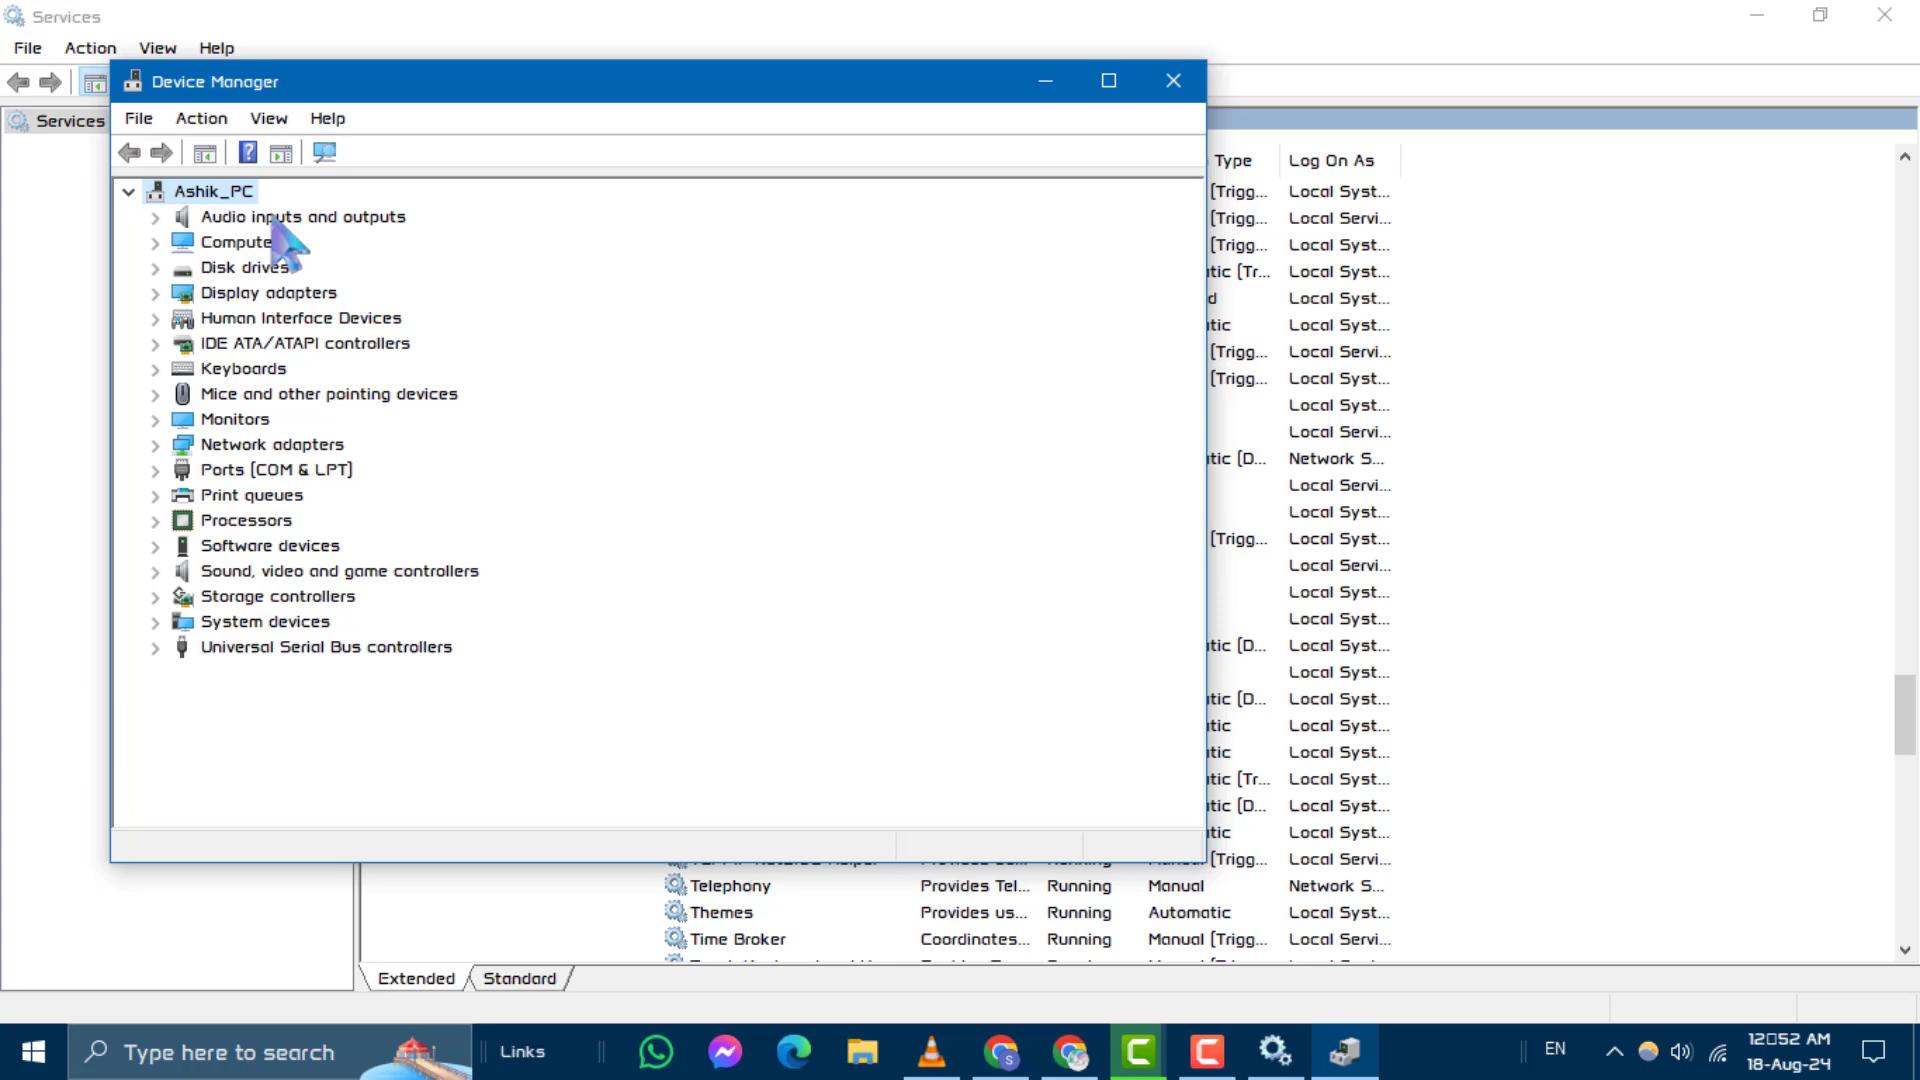 Services
File Action View Help
Device Manager
File Action View Help
Services
Ashik_PC
Audio inputs and outputs
Compute
Disk drives
Display adapters
Human Interface Devices
IDE ATA/ATAPI controllers
Keyboards
Mice and other pointing devices
Monitors
Network adapters
Ports (COM & LPT)
Print queues
Processors
Software devices
Sound, video and game controllers
Storage controllers
System devices
Universal Serial Bus controllers
Type Log On As
(Trigg... Local Syst...
(Trigg... Local Servi...
(Trigg... Local Syst...
tic (Tr... Local Syst...
d Local Syst...
tic Local Syst...
(Trigg... Local Servi...
(Trigg... Local Syst...
Local Syst...
Local Servi...
tic (D... Network S...
Local Servi...
Local Syst...
(Trigg... Local Syst...
Local Servi...
Local Syst...
Local Syst...
tic (D... Local Syst...
Local Syst...
tic (D... Local Syst...
tic Local Syst...
tic Local Syst...
tic (Tr... Local Syst...
tic (D... Local Syst...
tic Local Syst...
(Trigg... Local Servi...
Telephony Provides Tel... Running Manual Network S...
Themes Provides us... Running Automatic Local Syst...
Time Broker Coordinates... Running Manual (Trigg... Local Servi...
Extended Standard
Type here to search Links EN 12□52 AM
18-Aug-24